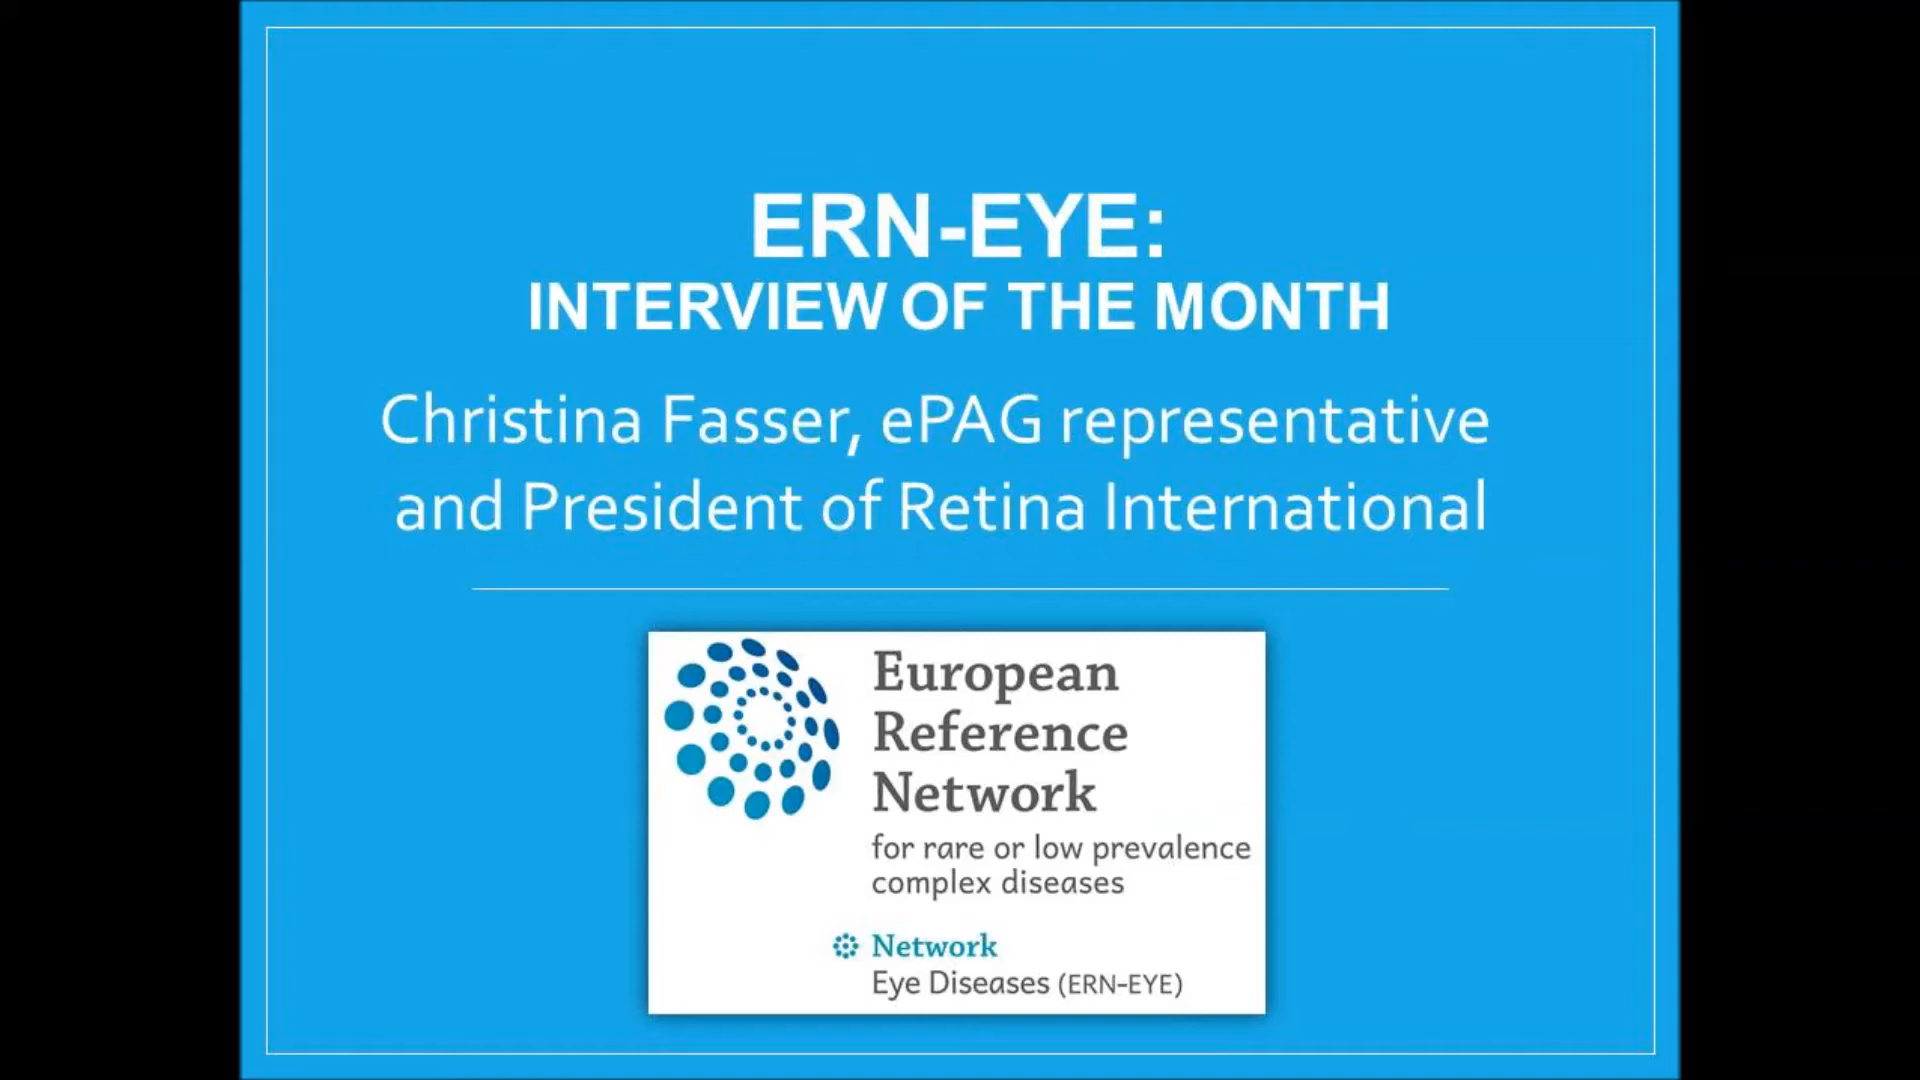 ERN-EYE:
INTERVIEW OF THE MONTH
Christina Fasser, ePAG representative
and President of Retina International
European
Reference
Network
for rare or low prevalence
complex diseases
Network
Eye Diseases (ERN-EYE)